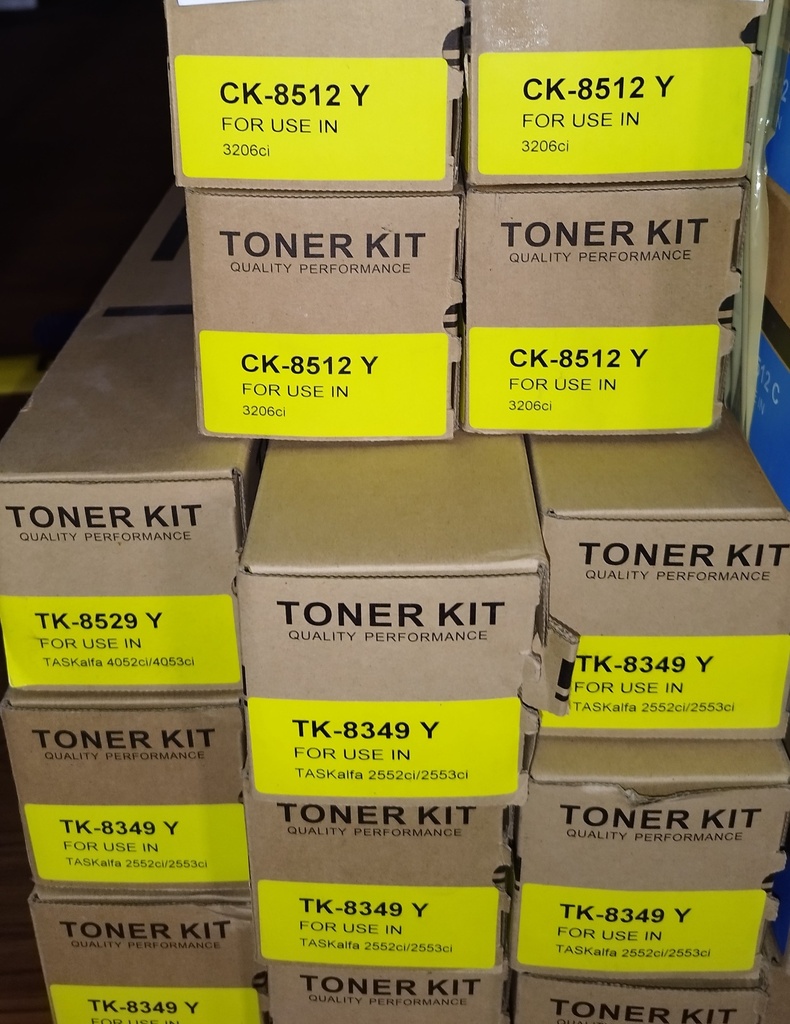 CK-8512 Y
FOR USE IN
3206ci
CK-8512 Y
FOR USE IN
3206ci
TONER KIT
QUALITY PERFORMANCE
CK-8512 Y
FOR USE IN
3206ci
TONER KIT
QUALITY PERFORMANCE
CK-8512 Y
FOR USE IN
3206ci
512 C
TONER KIT
QUALITY PERFORMANCE
TK-8529 Y
FOR USE IN
TASKalfa 4052ci/4053ci
TONER KIT
QUALITY PERFORMANCE
TK-8349 Y
FOR USE IN
TASKalfa 2552ci/2553ci
TONER KIT
QUALITY PERFORMANCE
TK-8349 Y
FOR USE IN
TASKalfa 2552ci/2553ci
TONER KIT
QUALITY PERFORMANCE
TK-8349 Y
FOR USE IN
TASKalfa 2552ci/2553ci
TONER KIT
QUALITY PERFORMANCE
TK-8349 Y
FOR USE IN
TASKalfa 2552ci/2553ci
TONER KIT
QUALITY PERFORMANCE
TK-8349 Y
FOR USE IN
TASKalfa 2552ci/2553ci
TONER KIT
QUALITY PERFORMANCE
TK-8349 Y
FOR USE IN
TONER KIT
QUALITY PERFORMANCE
TONER KIT